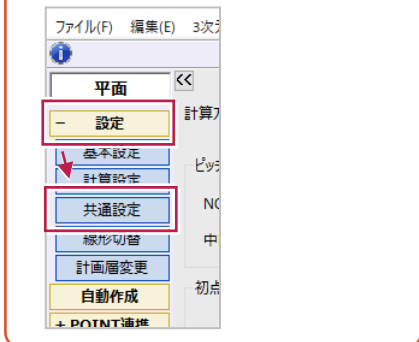 ファイル(F) 編集(E) 3次
平面 <<
計算
− 設定
基本設定
ピッ
計算設定
共通設定
NO
線形切替
中
計画層変更
初点
自動作成
+ POINT連携